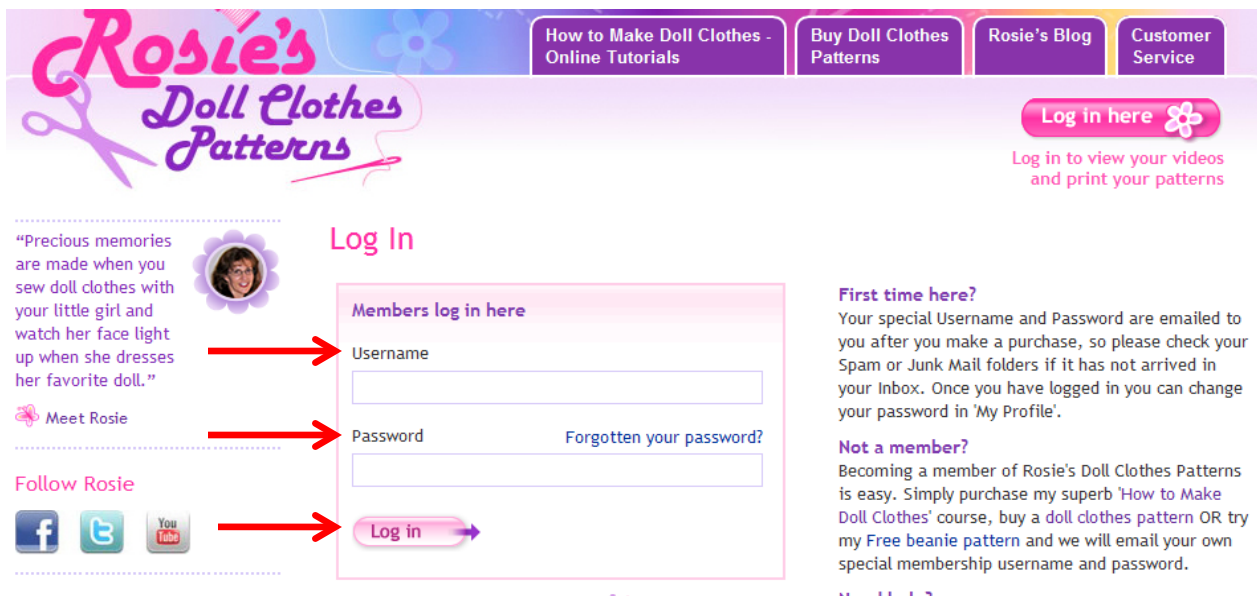 Rosie's
Doll Clothes
Patterns
How to Make Doll Clothes -
Online Tutorials
Buy Doll Clothes
Patterns
Rosie's Blog
Customer
Service
Log in here
Log in to view your videos
and print your patterns
“Precious memories
are made when you
sew doll clothes with
your little girl and
watch her face light
up when she dresses
her favorite doll.”
Meet Rosie
Follow Rosie
f
t
You
Tube
Log In
Members log in here
Username
Password
Forgotten your password?
Log in
First time here?
Your special Username and Password are emailed to
you after you make a purchase, so please check your
Spam or Junk Mail folders if it has not arrived in
your Inbox. Once you have logged in you can change
your password in 'My Profile'.
Not a member?
Becoming a member of Rosie's Doll Clothes Patterns
is easy. Simply purchase my superb 'How to Make
Doll Clothes' course, buy a doll clothes pattern OR try
my Free beanie pattern and we will email your own
special membership username and password.